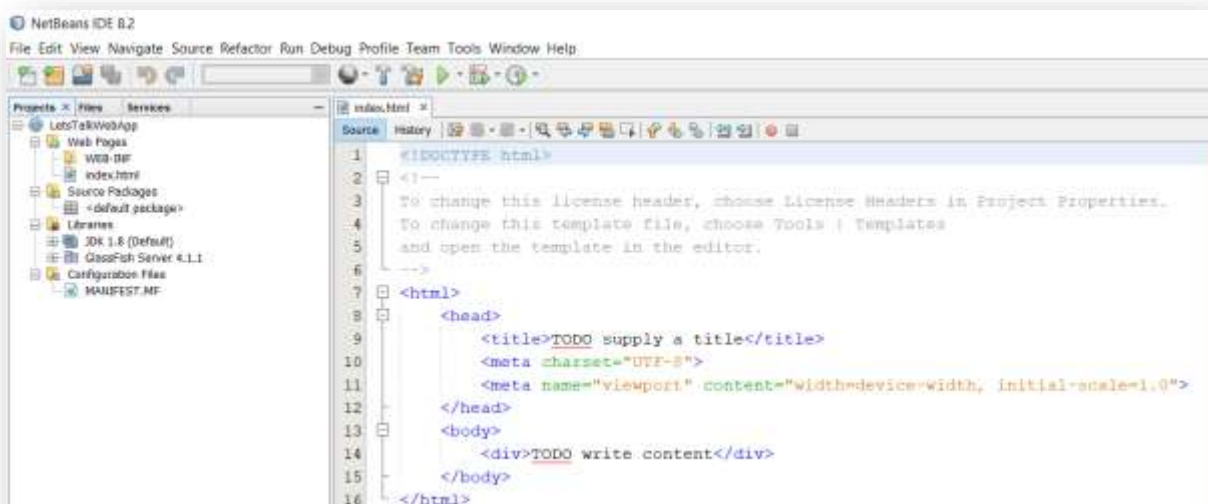 NetBeans IDE 8.2
File Edit View Navigate Source Refactor Run Debug Profile Team Tools Window Help
Projects Files Services
LetsTalkWebApp
Web Pages
WEB-INF
index.html
Source Packages
<default package>
Libraries
JDK 1.8 (Default)
GlassFish Server 4.1.1
Configuration Files
MANIFEST.MF
index.html
Source History
1 <!DOCTYPE html>
2 <!--
3 To change this license header, choose License Headers in Project Properties.
4 To change this template file, choose Tools | Templates
5 and open the template in the editor.
6 -->
7 <html>
8 <head>
9 <title>TODO supply a title</title>
10 <meta charset="UTF-8">
11 <meta name="viewport" content="width=device-width, initial-scale=1.0">
12 </head>
13 <body>
14 <div>TODO write content</div>
15 </body>
16 </html>